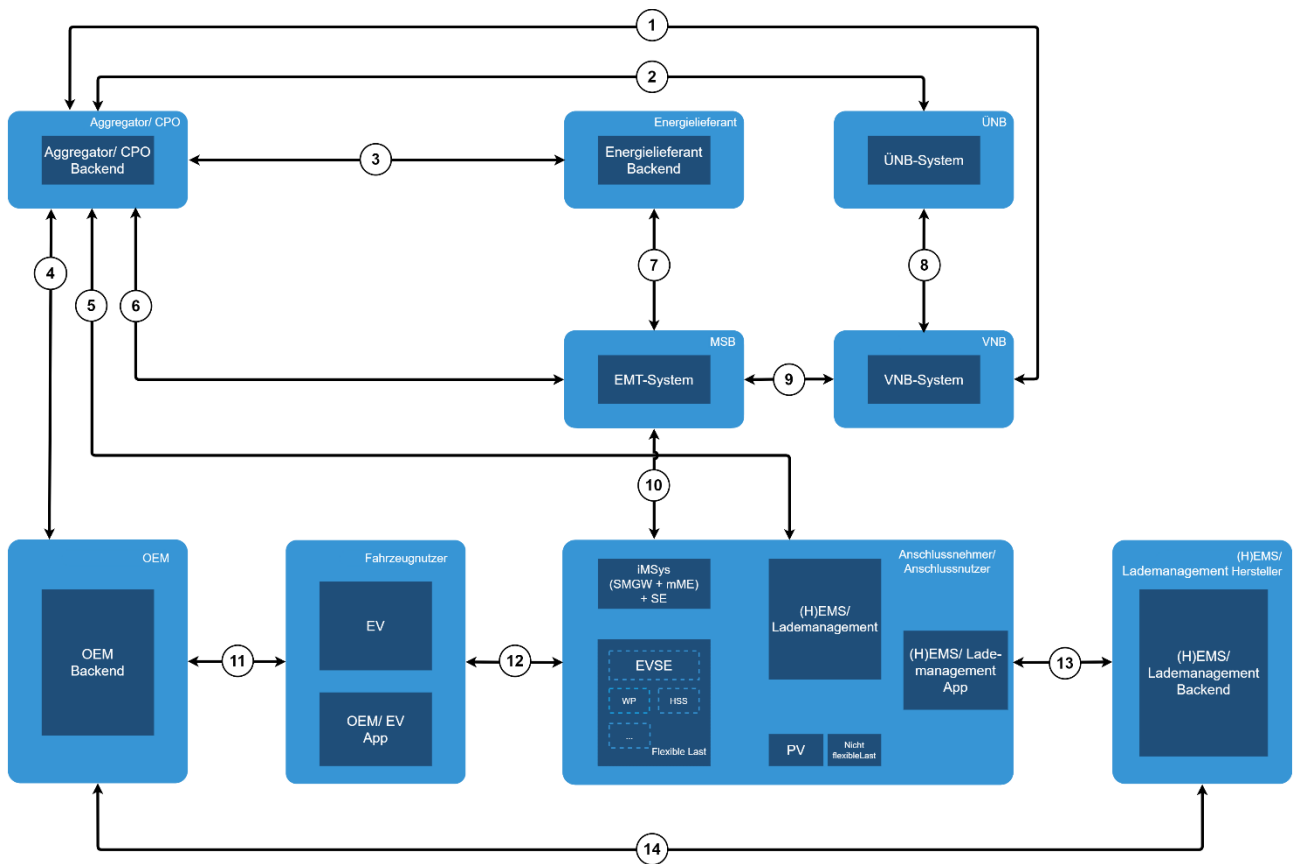 1
2
Aggregator/ CPO
Aggregator/ CPO
Backend
3
Energielieferant
Energielieferant
Backend
ÜNB
ÜNB-System
4
5
6
7
8
MSB
EMT-System
9
VNB
VNB-System
10
OEM
OEM
Backend
11
Fahrzeugnutzer
EV
OEM/ EV
App
12
Anschlussnehmer/
Anschlussnutzer
iMSys
(SMGW + mME)
+ SE
EVSE
WP
HSS
...
Flexible Last
(H)EMS/
Lademanagement
(H)EMS/ Lade-
management
App
PV
Nicht
flexibleLast
13
(H)EMS/
Lademanagement Hersteller
(H)EMS/
Lademanagement
Backend
14